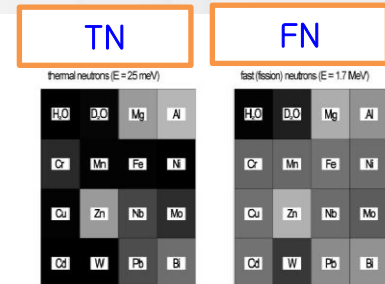 TN
FN
thermal neutrons (E = 25 meV)
fast (fission) neutrons (E = 1.7 MeV)
H₂O D₂O Mg Al
H₂O D₂O Mg Al
Cr Mn Fe Ni
Cr Mn Fe Ni
Cu Zn Nb Mo
Cu Zn Nb Mo
Cd W Pb Bi
Cd W Pb Bi